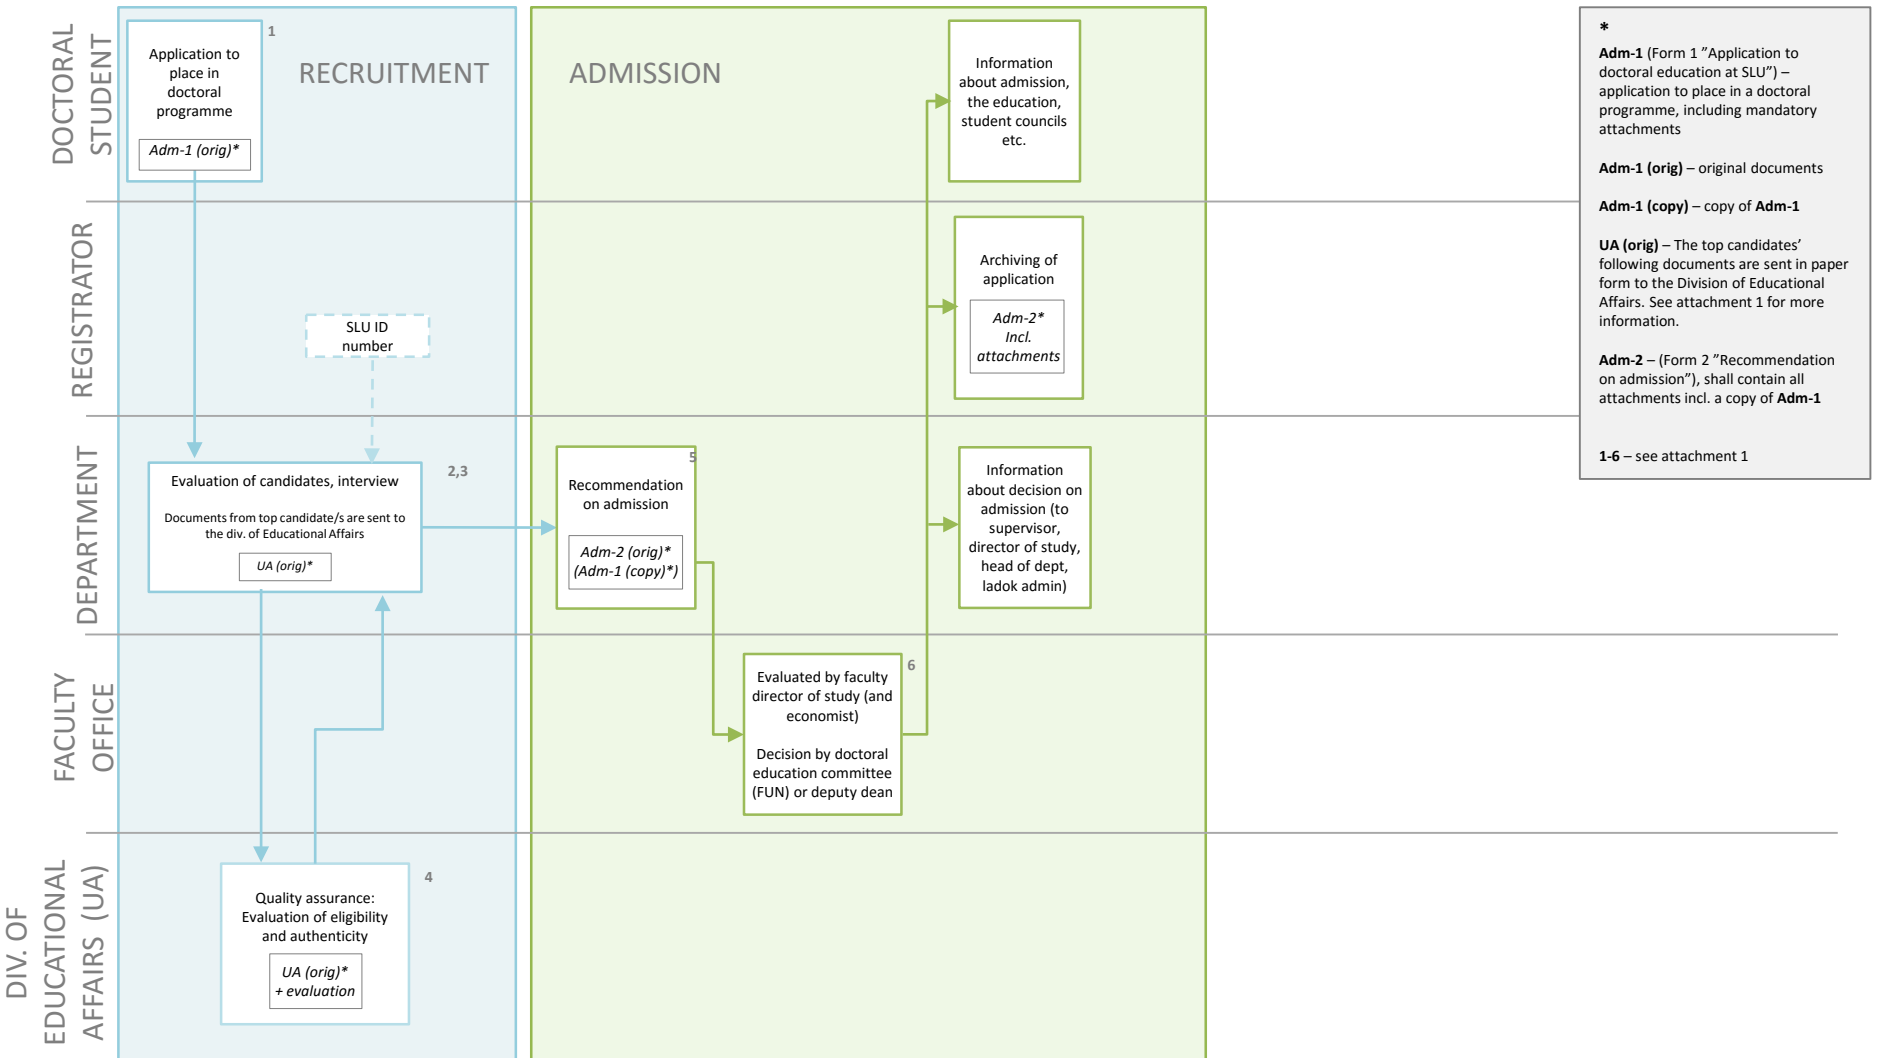 DOCTORAL
STUDENT
1
Application to
place in
doctoral
programme
Adm-1 (orig)*
RECRUITMENT
ADMISSION
Information
about admission,
the education,
student councils
etc.
REGISTRATOR
SLU ID
number
Archiving of
application
Adm-2*
Incl.
attachments
DEPARTMENT
2,3
Evaluation of candidates, interview
Documents from top candidate/s are sent to
the div. of Educational Affairs
UA (orig)*
5
Recommendation
on admission
Adm-2 (orig)*
(Adm-1 (copy)*)
Information
about decision on
admission (to
supervisor,
director of study,
head of dept,
ladok admin)
FACULTY
OFFICE
6
Evaluated by faculty
director of study (and
economist)
Decision by doctoral
education committee
(FUN) or deputy dean
DIV. OF
EDUCATIONAL
AFFAIRS (UA)
4
Quality assurance:
Evaluation of eligibility
and authenticity
UA (orig)*
+ evaluation
*
Adm-1 (Form 1 ”Application to
doctoral education at SLU”) –
application to place in a doctoral
programme, including mandatory
attachments
Adm-1 (orig) – original documents
Adm-1 (copy) – copy of Adm-1
UA (orig) – The top candidates’
following documents are sent in paper
form to the Division of Educational
Affairs. See attachment 1 for more
information.
Adm-2 – (Form 2 ”Recommendation
on admission”), shall contain all
attachments incl. a copy of Adm-1
1-6 – see attachment 1